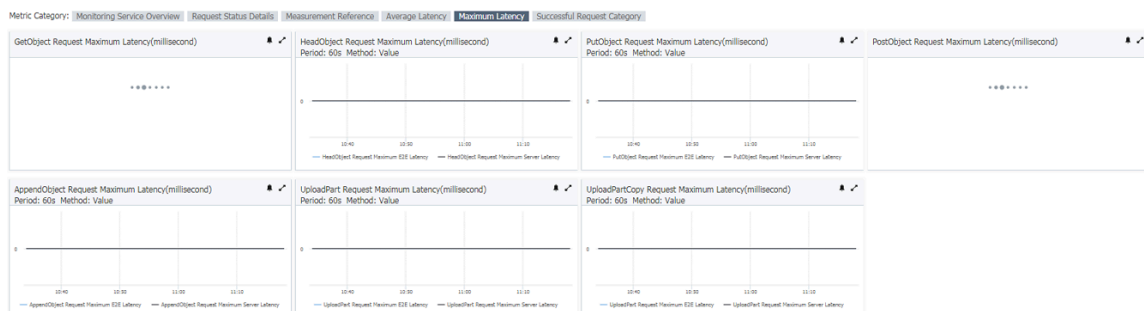 Metric Category: Monitoring Service Overview Request Status Details Measurement Reference Average Latency Maximum Latency Successful Request Category
GetObject Request Maximum Latency(millisecond)
HeadObject Request Maximum Latency(millisecond)
Period: 60s Method: Value
0
10:40 10:50 11:00 11:10
HeadObject Request Maximum E2E Latency HeadObject Request Maximum Server Latency
PutObject Request Maximum Latency(millisecond)
Period: 60s Method: Value
0
10:40 10:50 11:00 11:10
PutObject Request Maximum E2E Latency PutObject Request Maximum Server Latency
PostObject Request Maximum Latency(millisecond)
AppendObject Request Maximum Latency(millisecond)
Period: 60s Method: Value
0
10:40 10:50 11:00 11:10
AppendObject Request Maximum E2E Latency AppendObject Request Maximum Server Latency
UploadPart Request Maximum Latency(millisecond)
Period: 60s Method: Value
0
10:40 10:50 11:00 11:10
UploadPart Request Maximum E2E Latency UploadPart Request Maximum Server Latency
UploadPartCopy Request Maximum Latency(millisecond)
Period: 60s Method: Value
0
10:40 10:50 11:00 11:10
UploadPart Request Maximum E2E Latency UploadPart Request Maximum Server Latency